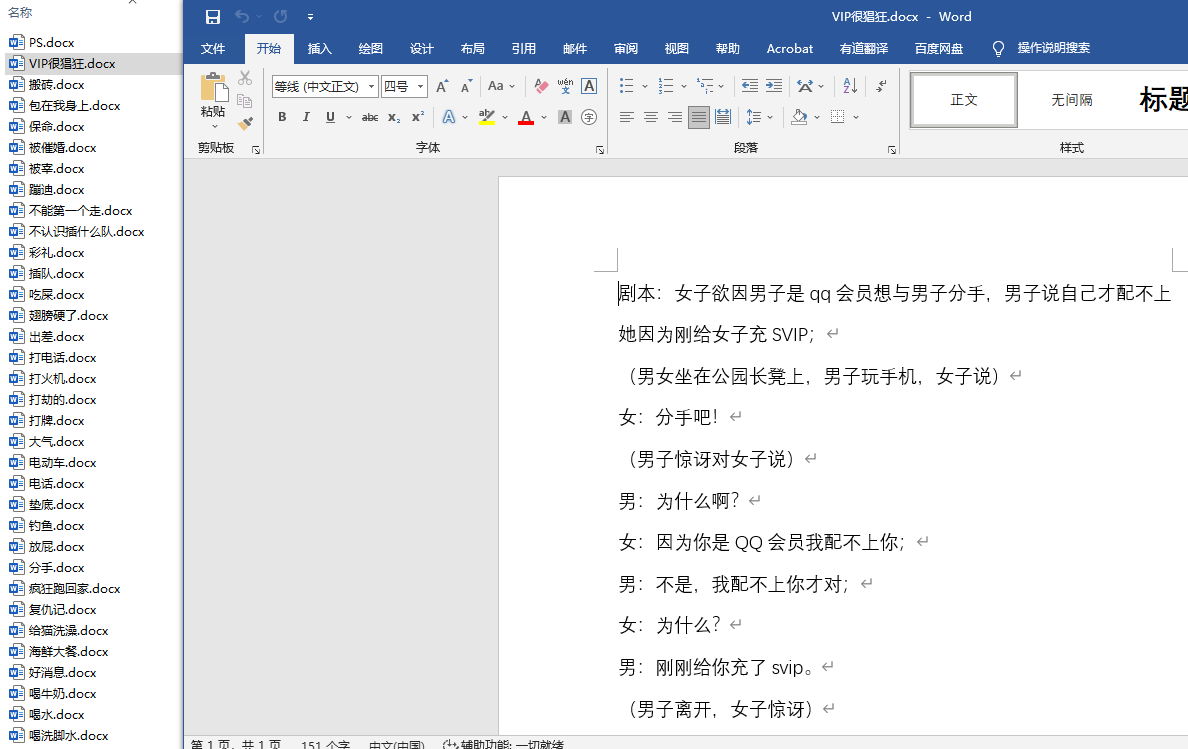 名称
PS.docx
VIP很猖狂.docx
搬砖.docx
包在我身上.docx
保命.docx
被催婚.docx
被宰.docx
蹦迪.docx
不能第一个走.docx
不认识插什么队.docx
彩礼.docx
插队.docx
吃屎.docx
翅膀硬了.docx
出差.docx
打电话.docx
打火机.docx
打劫的.docx
打牌.docx
大气.docx
电动车.docx
电话.docx
垫底.docx
钓鱼.docx
放屁.docx
分手.docx
疯狂跑回家.docx
复仇记.docx
给猫洗澡.docx
海鲜大餐.docx
好消息.docx
喝牛奶.docx
喝水.docx
喝洗脚水.docx
VIP很猖狂.docx - Word
文件 开始 插入 绘图 设计 布局 引用 邮件 审阅 视图 帮助 Acrobat 有道翻译 百度网盘 操作说明搜索
粘贴
剪贴板
等线 (中文正文) 四号 A A Aa wén 文 A
B I U abc x₂ x² A aby A A 字
字体
A Z
段落
正文 无间隔 标题
样式
剧本：女子欲因男子是 qq 会员想与男子分手，男子说自己才配不上
她因为刚给女子充 SVIP；
（男女坐在公园长凳上，男子玩手机，女子说）
女：分手吧！
（男子惊讶对女子说）
男：为什么啊？
女：因为你是 QQ 会员我配不上你；
男：不是，我配不上你才对；
女：为什么？
男：刚刚给你充了 svip。
（男子离开，女子惊讶）
第 1 页，共 1 页 151 个字 中文(中国) 辅助功能: 一切就绪